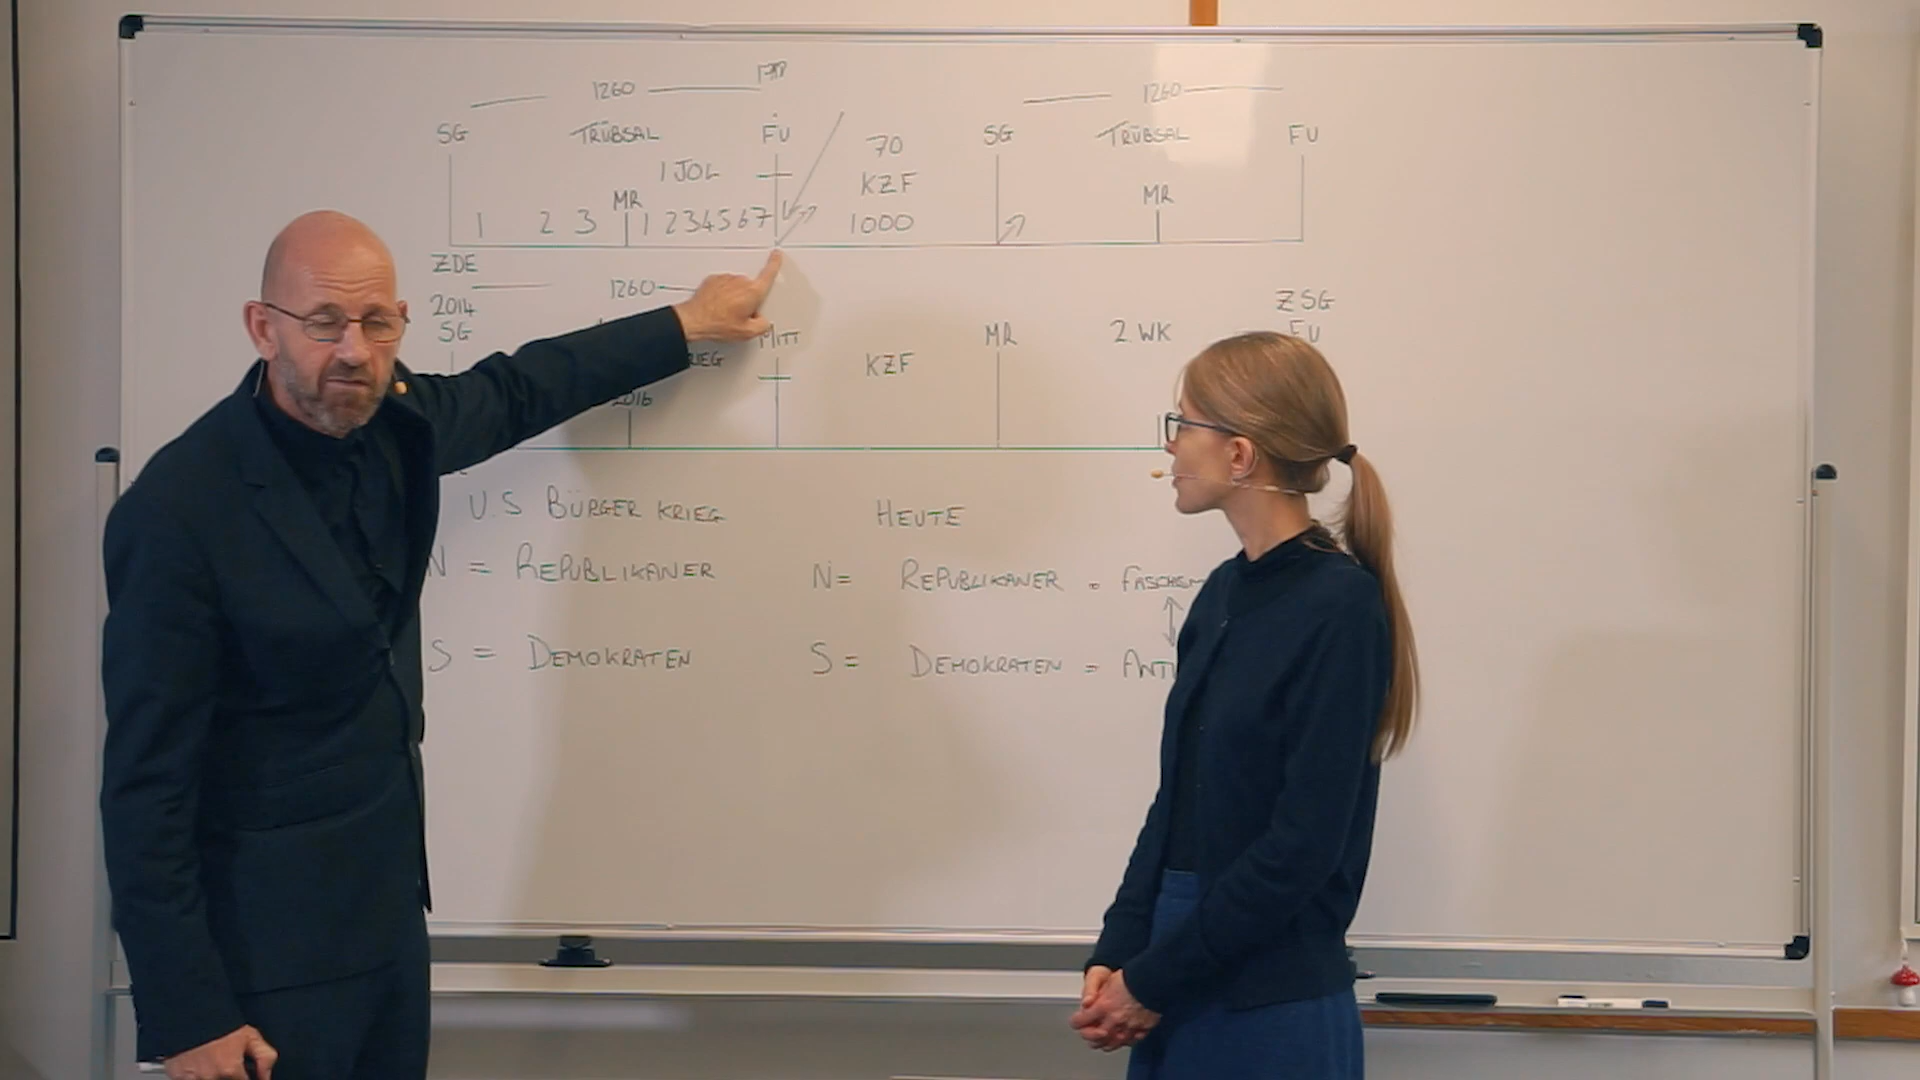 1260 1260
SG TRÜBSAL FU 70 SG TRÜBSAL FU
1 JOL KZF
MR MR
1 2 3 1 2 3 4 5 6 7 1000
ZDE
1260
2014 ZSG
SG MITT MR 2.WK FU
RIEG KZF
2016
U.S BÜRGER KRIEG HEUTE
N = REPUBLIKANER N = REPUBLIKANER =
S = DEMOKRATEN S = DEMOKRATEN = ANTI